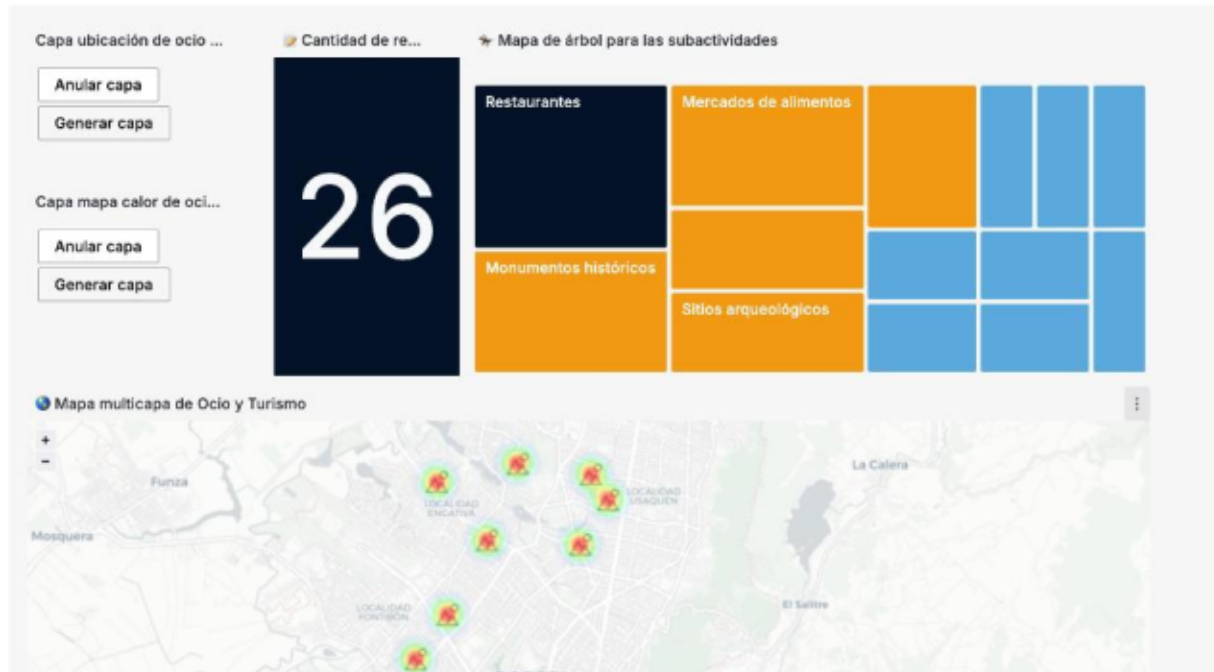 Capa ubicación de ocio ...
Anular capa
Generar capa
Capa mapa calor de oci...
Anular capa
Generar capa
Cantidad de re...
26
Mapa de árbol para las subactividades
Restaurantes
Mercados de alimentos
Monumentos históricos
Sitios arqueológicos
Mapa multicapa de Ocio y Turismo
+
-
La Calera
Funza
LOCALIDAD
USAQUÉN
LOCALIDAD
ENGATIVA
Mosquera
El Salitre
LOCALIDAD
FONTIBÓN